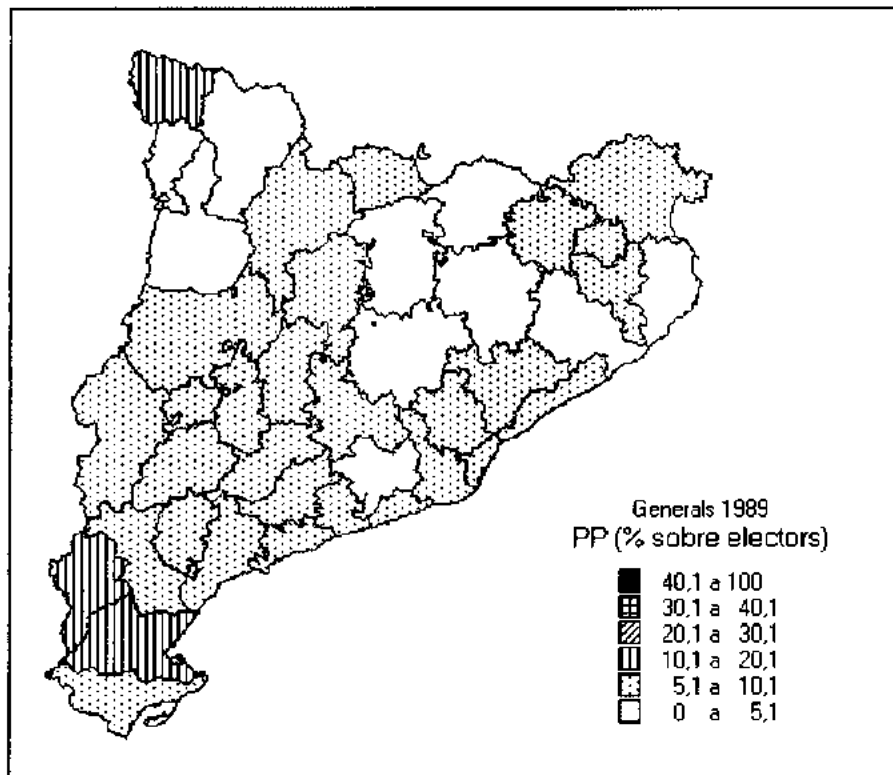 Generals 1989
PP (% sobre electors)
40,1 a 100
30,1 a 40,1
20,1 a 30,1
10,1 a 20,1
5,1 a 10,1
0 a 5,1